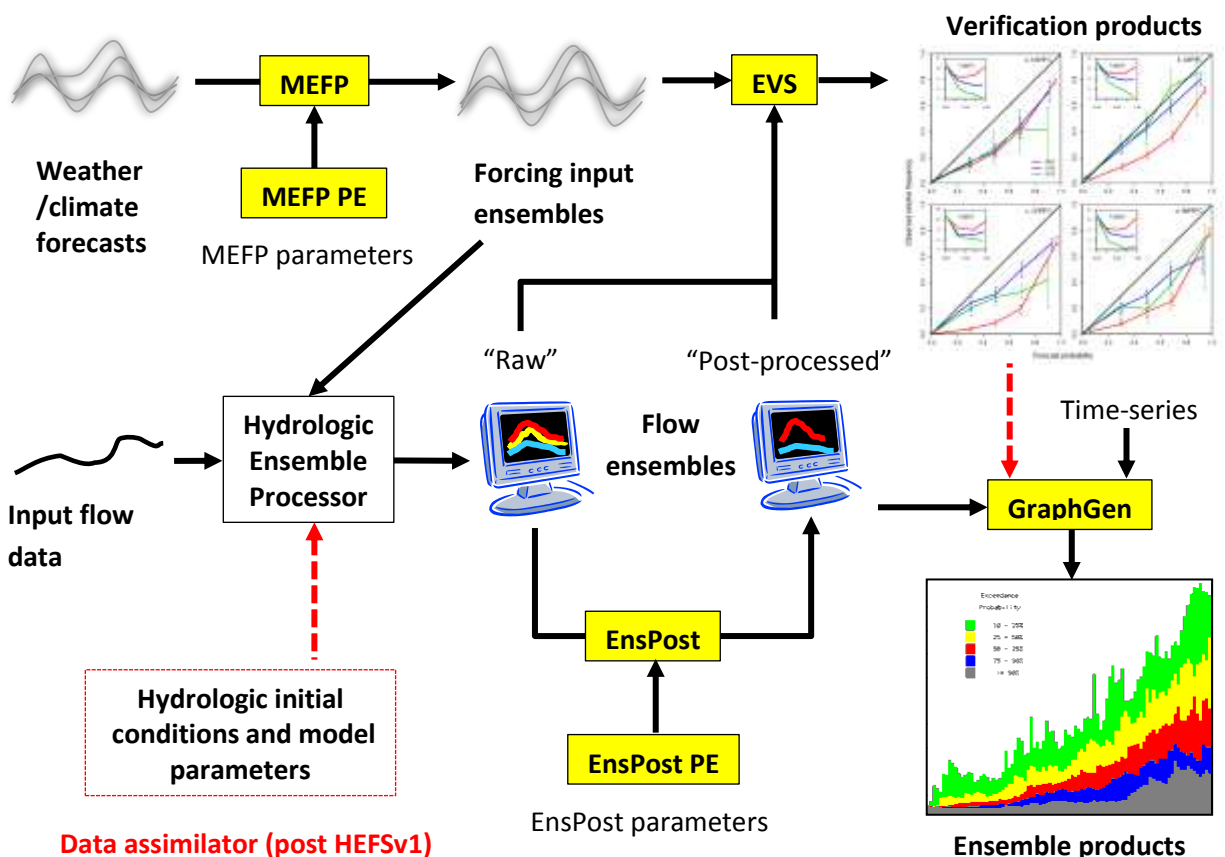 Verification products
MEFP
EVS
MEFP PE
Weather
/climate
forecasts
MEFP parameters
Forcing input
ensembles
"Raw"
"Post-processed"
Flow
ensembles
Time-series
Hydrologic
Ensemble
Processor
Input flow
data
GraphGen
EnsPost
EnsPost PE
EnsPost parameters
Hydrologic initial
conditions and model
parameters
Data assimilator (post HEFSv1)
Exceedance
Probability
10 - 25%
25 - 50%
50 - 25%
75 - 90%
>= 90%
Ensemble products